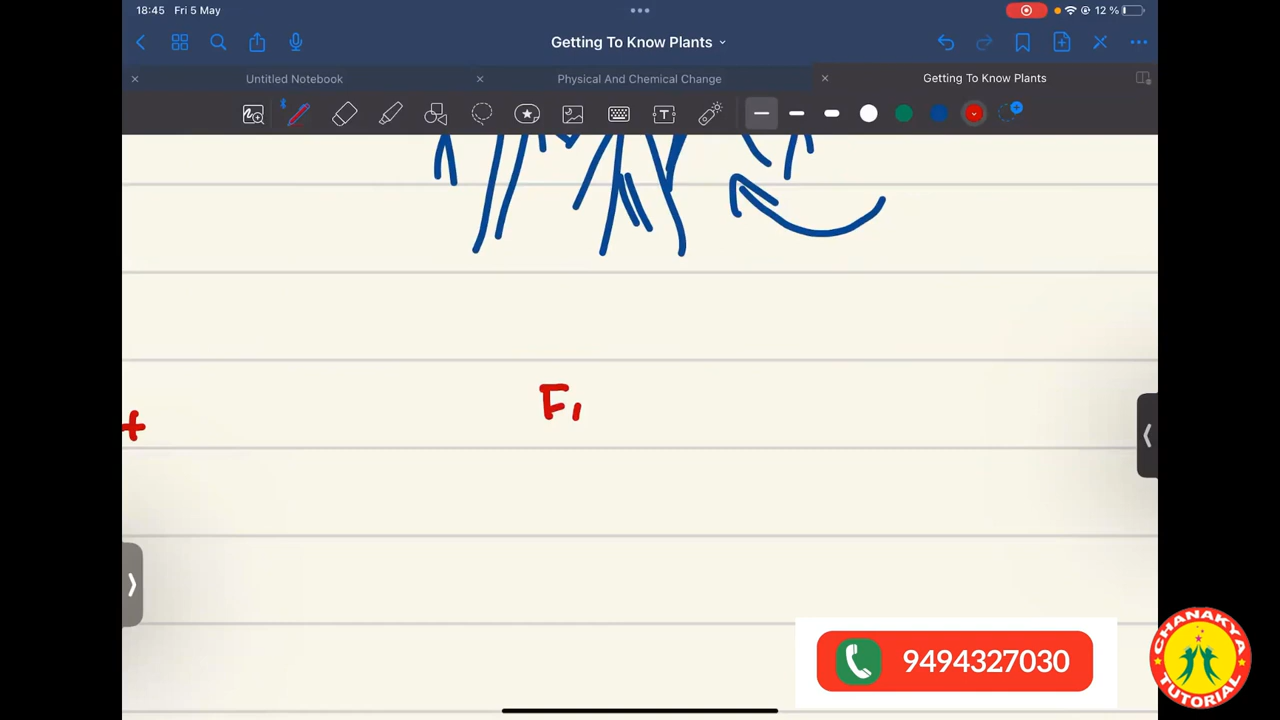 18:45 Fri 5 May
12 %
Getting To Know Plants
Untitled Notebook
Physical And Chemical Change
Getting To Know Plants
T
F
9494327030
CHANAKYA
TUTORIAL